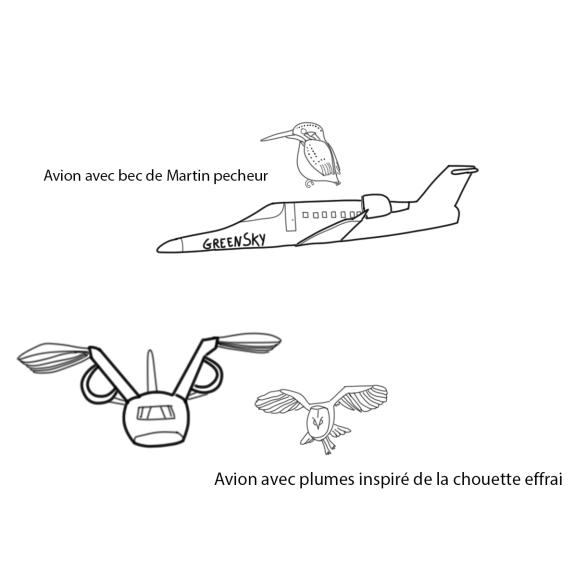 Avion avec bec de Martin pecheur
GREENSKY
Avion avec plumes inspiré de la chouette effrai